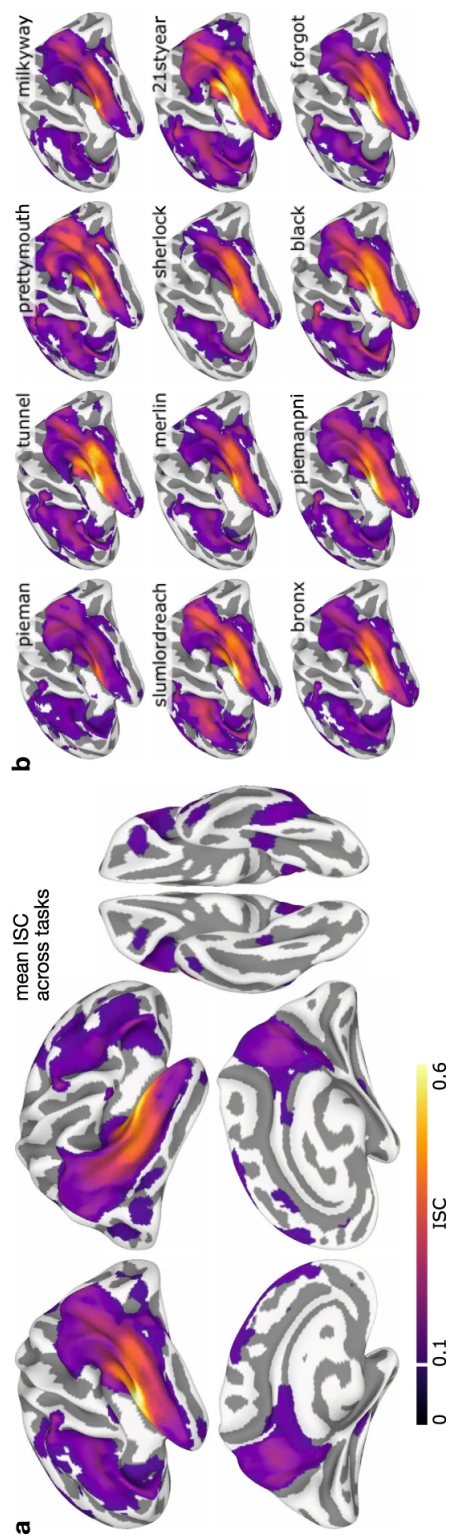 a
mean ISC
across tasks
0
0.1
ISC
0.6
b
pieman
tunnel
prettymouth
milkyway
slumlordreach
merlin
sherlock
21styear
bronx
piemanpni
black
forgot